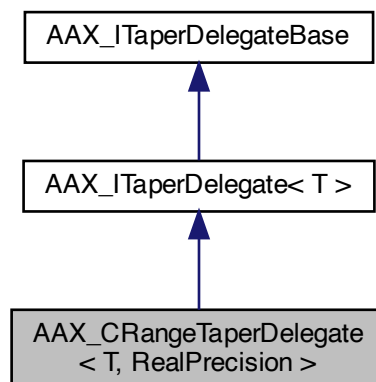 AAX_ITaperDelegateBase
AAX_ITaperDelegate< T >
AAX_CRangeTaperDelegate
< T, RealPrecision >